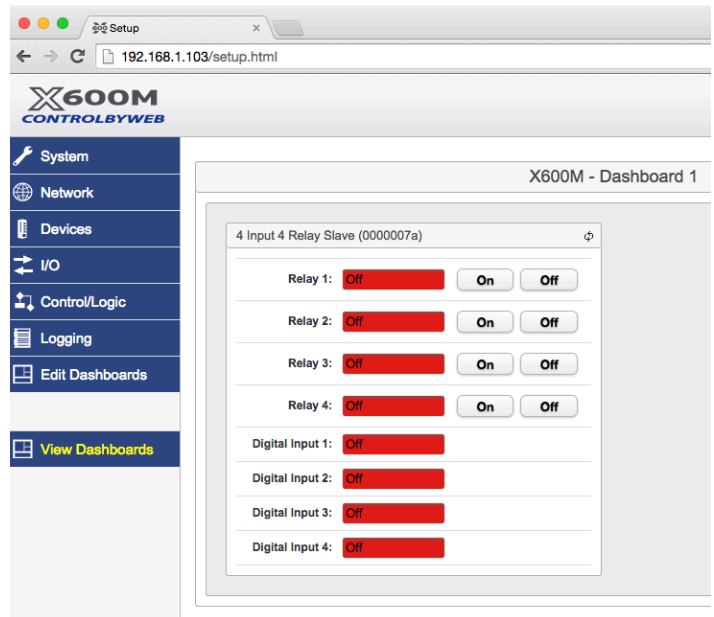 Setup
192.168.1.103/setup.html
X600M
CONTROLBYWEB
System
Network
Devices
I/O
Control/Logic
Logging
Edit Dashboards
View Dashboards
X600M - Dashboard 1
4 Input 4 Relay Slave (0000007a)
Relay 1: Off On Off
Relay 2: Off On Off
Relay 3: Off On Off
Relay 4: Off On Off
Digital Input 1: Off
Digital Input 2: Off
Digital Input 3: Off
Digital Input 4: Off